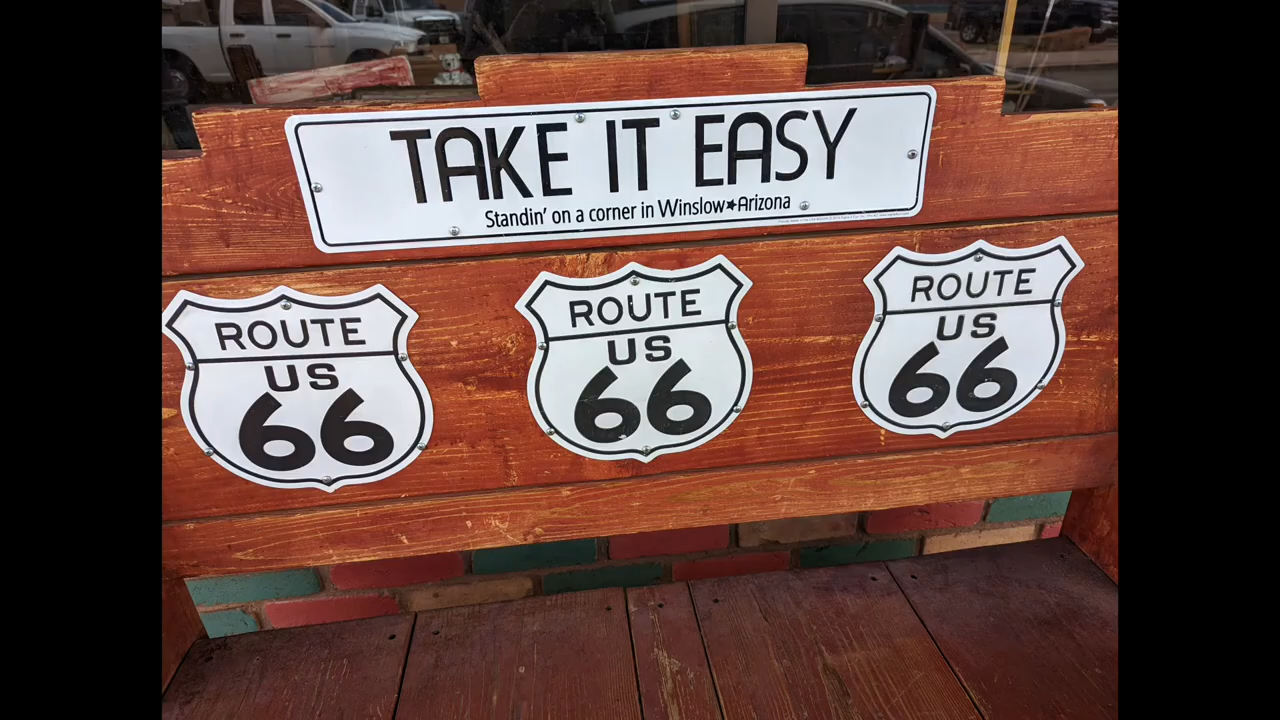 TAKE IT EASY
Standin' on a corner in Winslow★Arizona
ROUTE
US
66
ROUTE
US
66
ROUTE
US
66